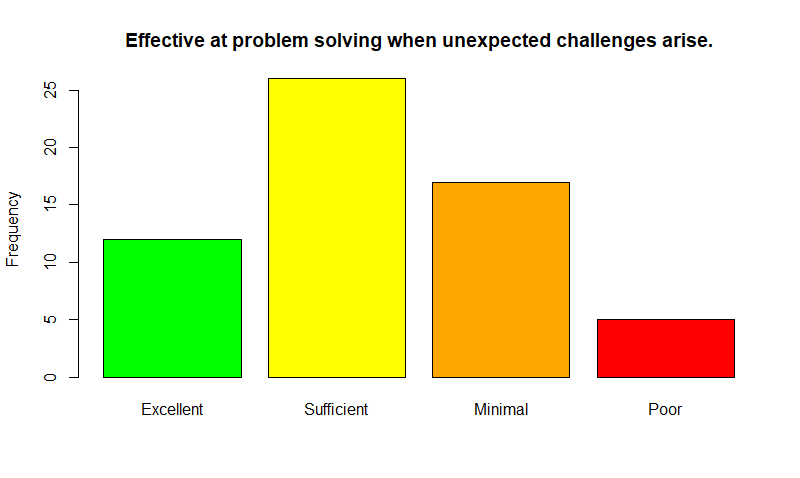 Effective at problem solving when unexpected challenges arise.
Frequency
25
20
15
10
5
0
Excellent Sufficient Minimal Poor